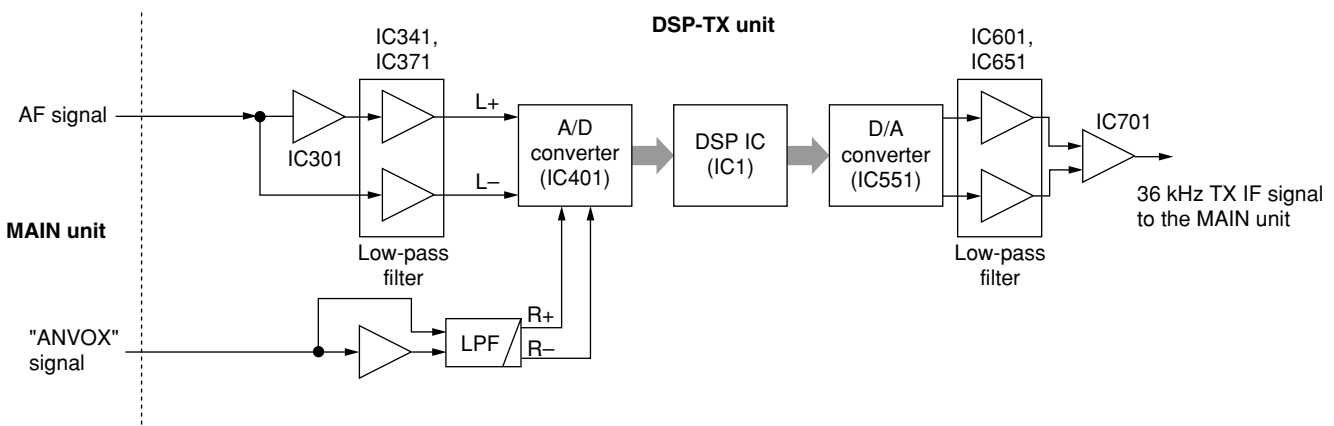 DSP-TX unit
IC341,
IC371
IC601,
IC651
AF signal
IC301
L+
L–
A/D
converter
(IC401)
DSP IC
(IC1)
D/A
converter
(IC551)
IC701
36 kHz TX IF signal
to the MAIN unit
MAIN unit
Low-pass
filter
Low-pass
filter
"ANVOX"
signal
LPF
R+
R–